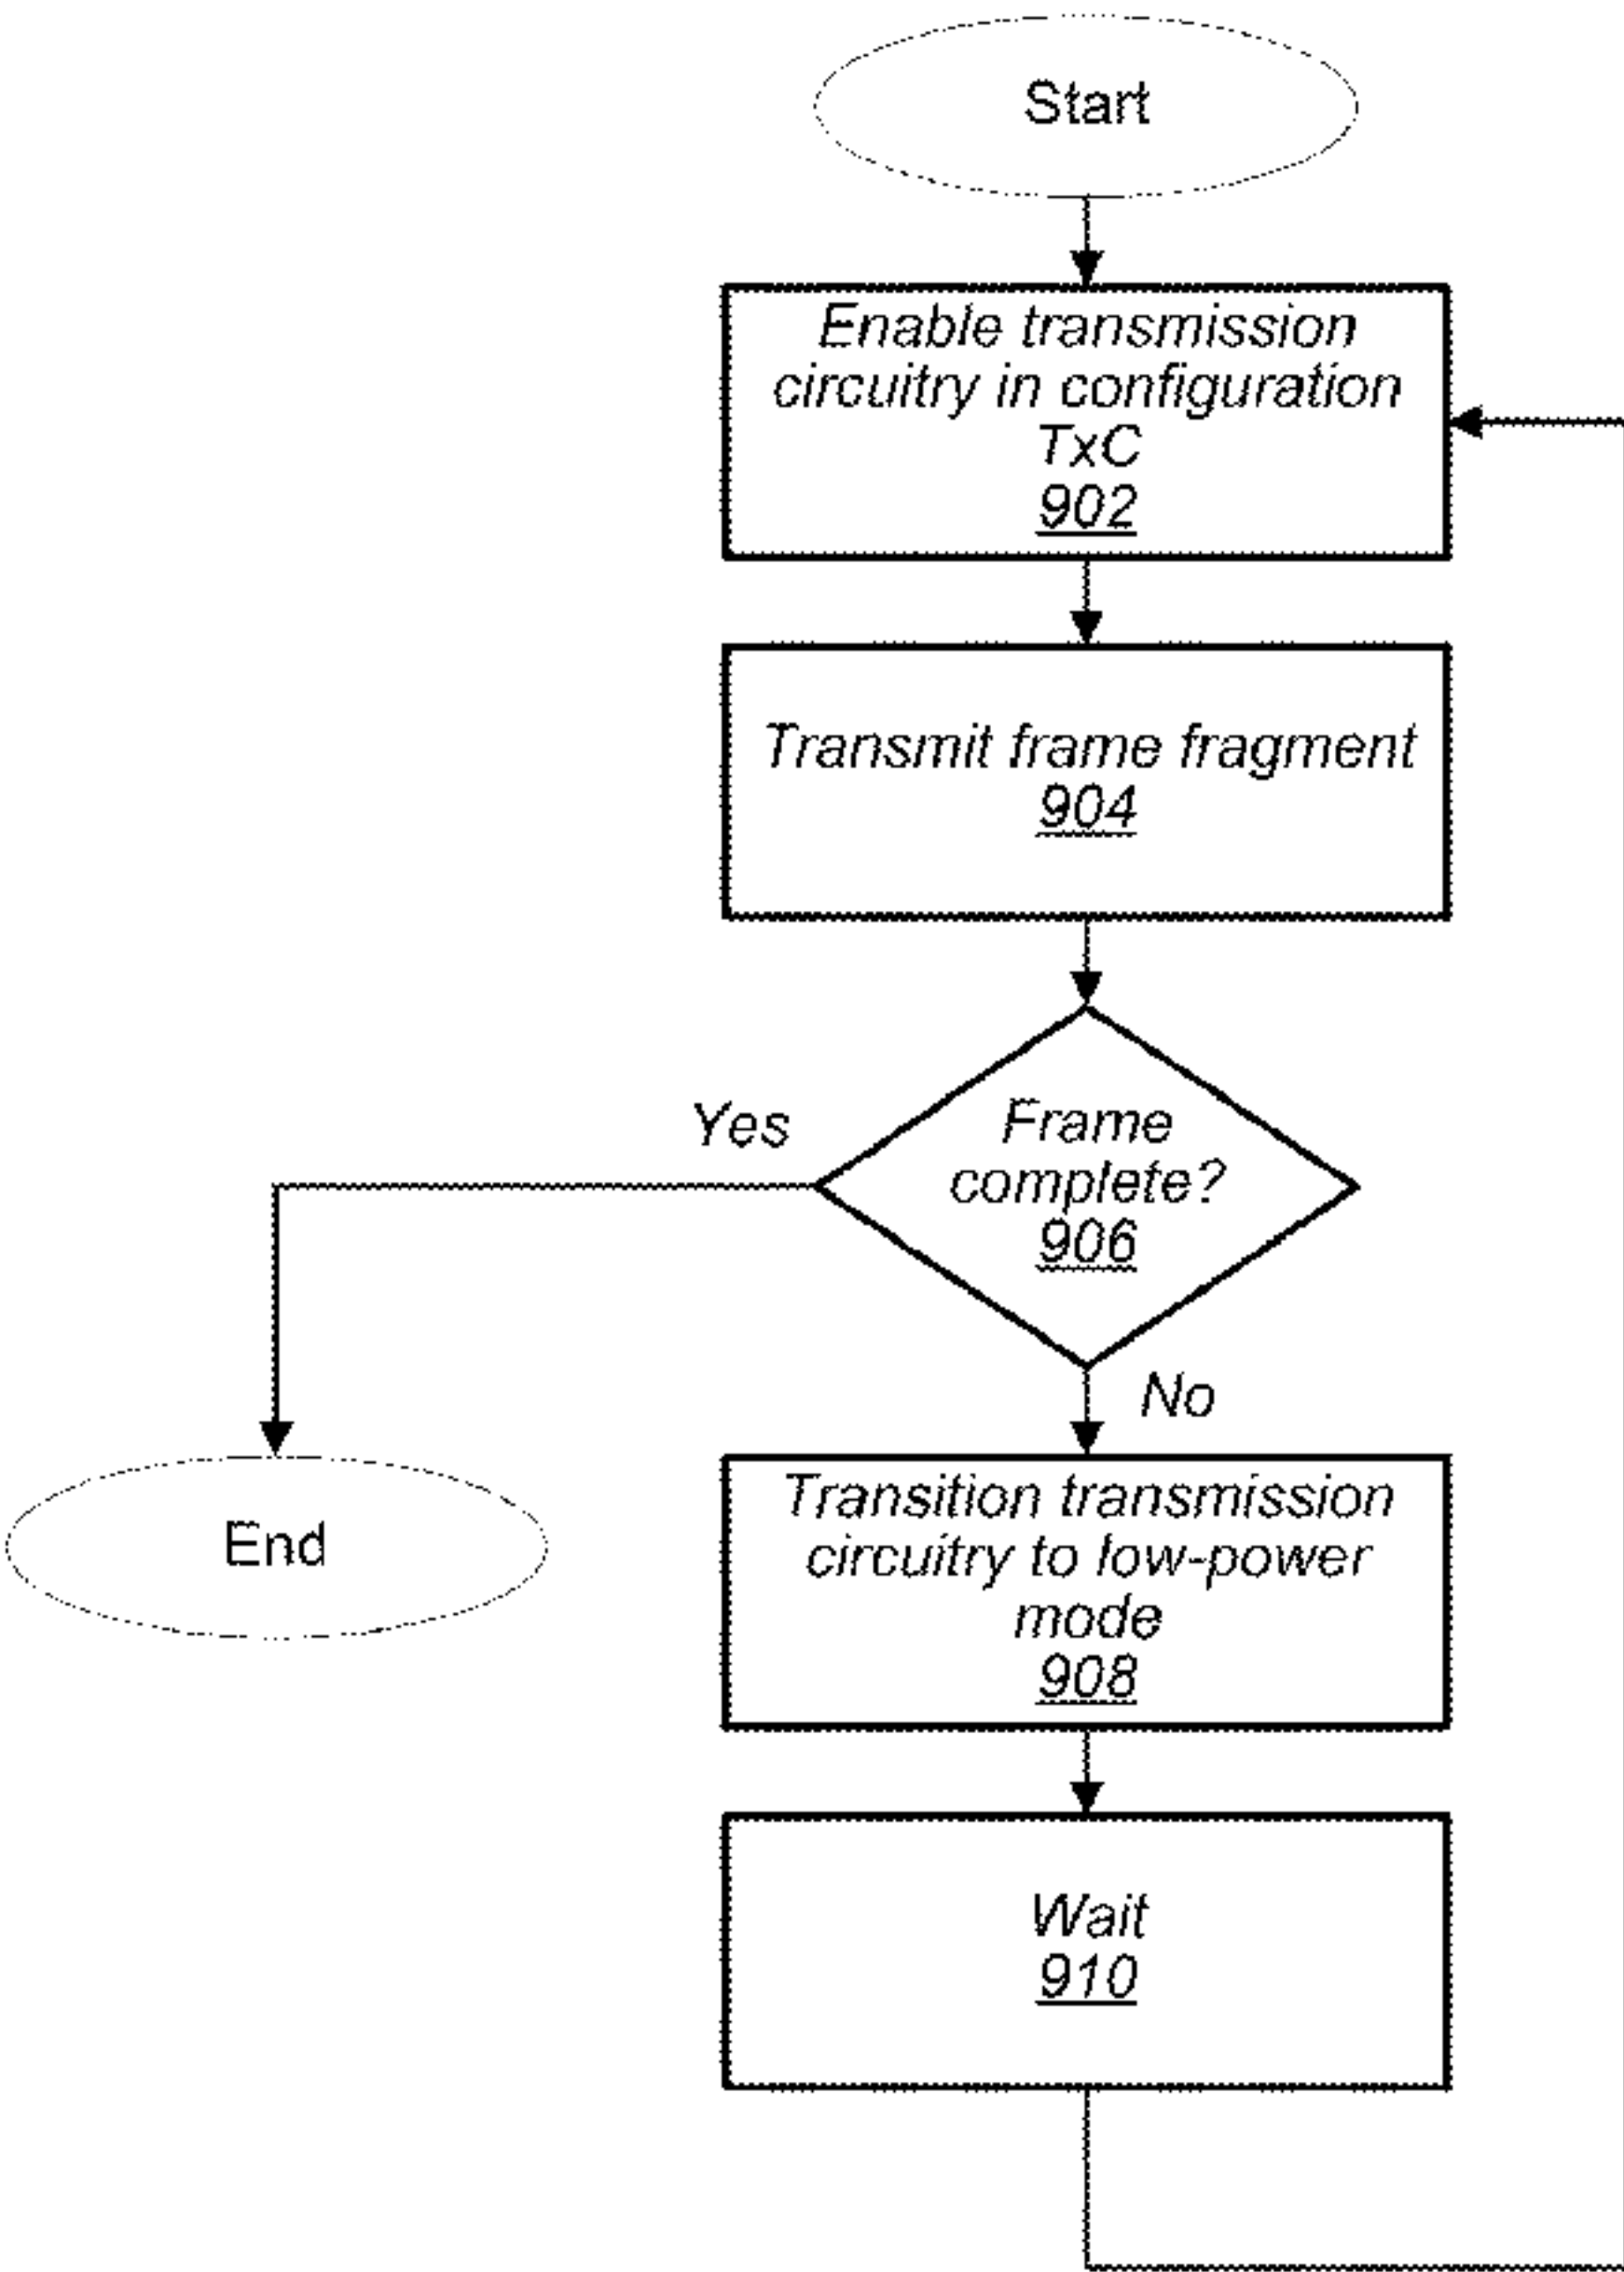 Start
Enable transmission
circuitry in configuration
TxC
902
Transmit frame fragment
904
Yes
Frame
complete?
906
No
End
Transition transmission
circuitry to low-power
mode
908
Wait
910